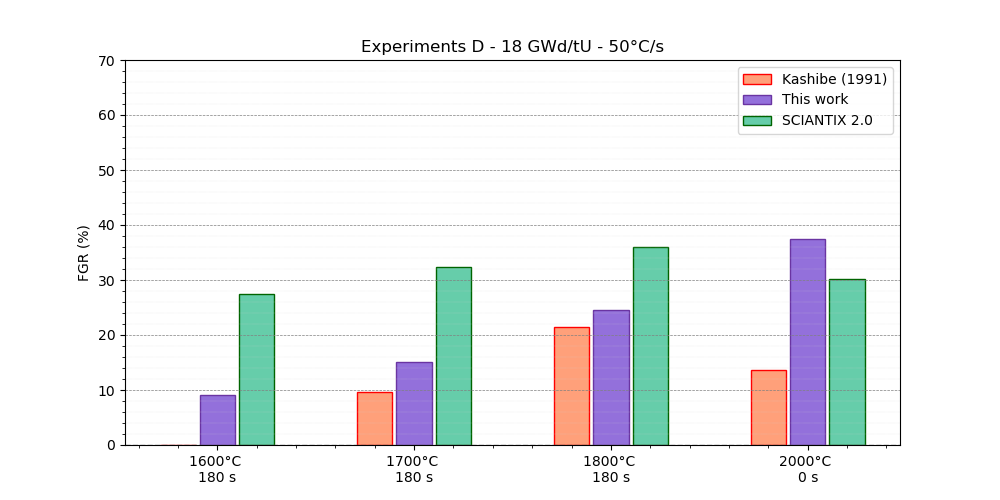 Experiments D - 18 GWd/tU - 50°C/s
Kashibe (1991)
This work
SCIANTIX 2.0
FGR (%)
70
60
50
40
30
20
10
0
1600°C
180 s
1700°C
180 s
1800°C
180 s
2000°C
0 s